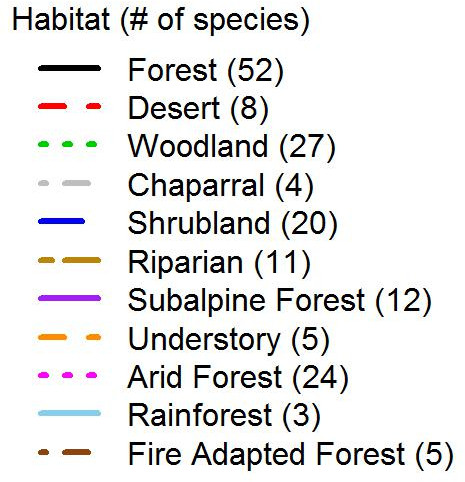 Habitat (# of species)
Forest (52)
Desert (8)
Woodland (27)
Chaparral (4)
Shrubland (20)
Riparian (11)
Subalpine Forest (12)
Understory (5)
Arid Forest (24)
Rainforest (3)
Fire Adapted Forest (5)